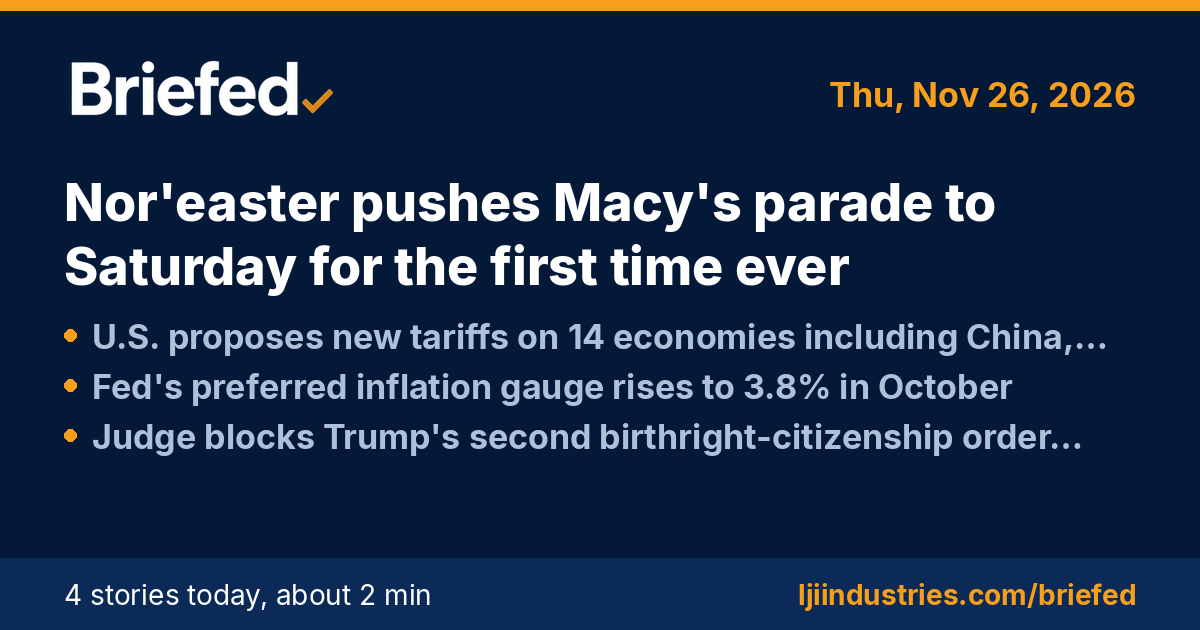 Briefed
Thu, Nov 26, 2026
Nor'easter pushes Macy's parade to
Saturday for the first time ever
U.S. proposes new tariffs on 14 economies including China,...
Fed's preferred inflation gauge rises to 3.8% in October
Judge blocks Trump's second birthright-citizenship order...
4 stories today, about 2 min
ljiindustries.com/briefed